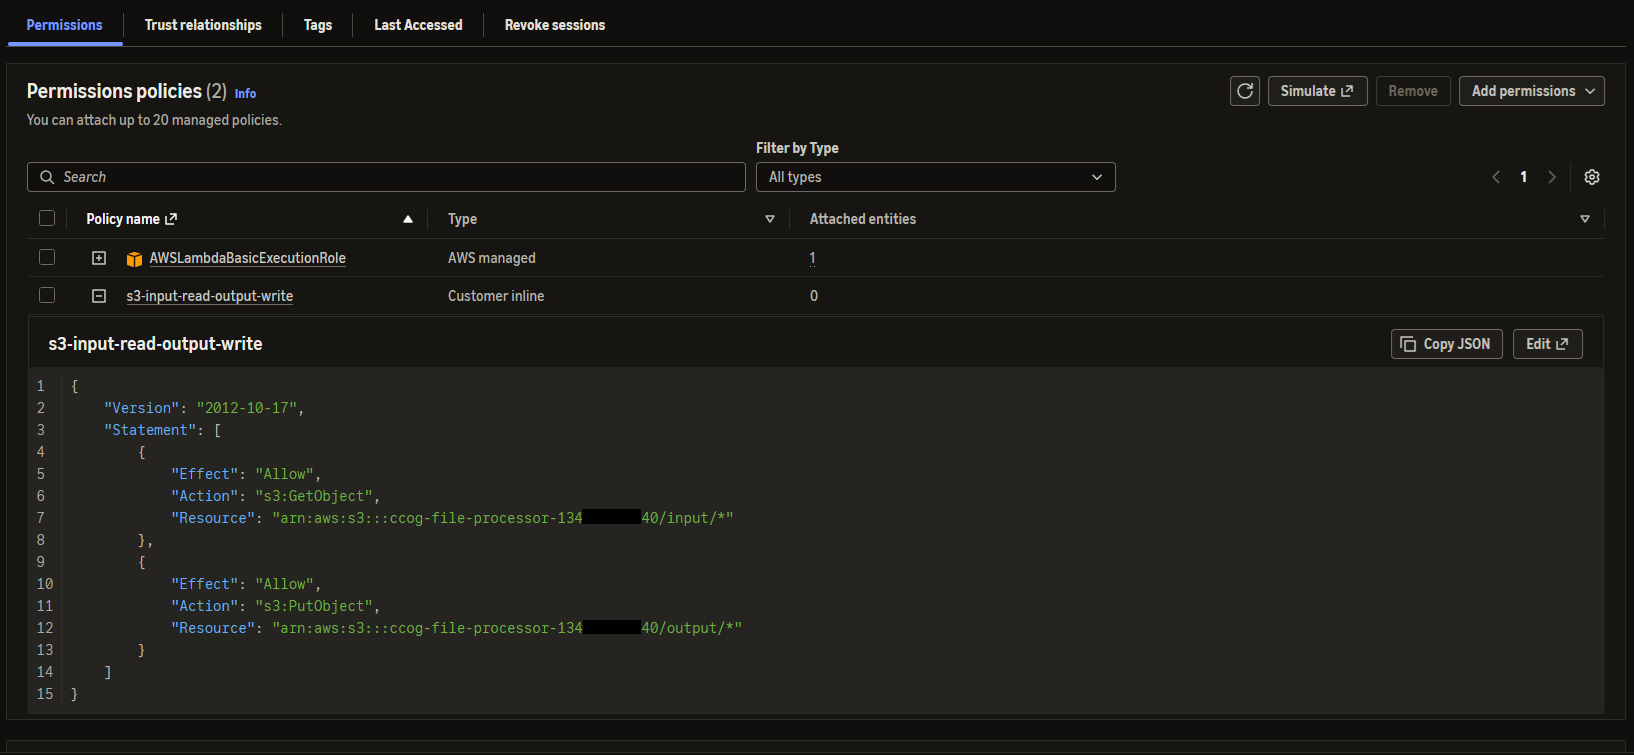 Permissions
Trust relationships
Tags
Last Accessed
Revoke sessions
Permissions policies (2) Info
You can attach up to 20 managed policies.
Simulate
Remove
Add permissions
Filter by Type
Search
All types
1
Policy name
Type
Attached entities
AWSLambdaBasicExecutionRole
AWS managed
1
s3-input-read-output-write
Customer inline
0
s3-input-read-output-write
Copy JSON
Edit
1 {
2     "Version": "2012-10-17",
3     "Statement": [
4         {
5             "Effect": "Allow",
6             "Action": "s3:GetObject",
7             "Resource": "arn:aws:s3:::ccog-file-processor-134 40/input/*"
8         },
9         {
10             "Effect": "Allow",
11             "Action": "s3:PutObject",
12             "Resource": "arn:aws:s3:::ccog-file-processor-134 40/output/*"
13         }
14     ]
15 }